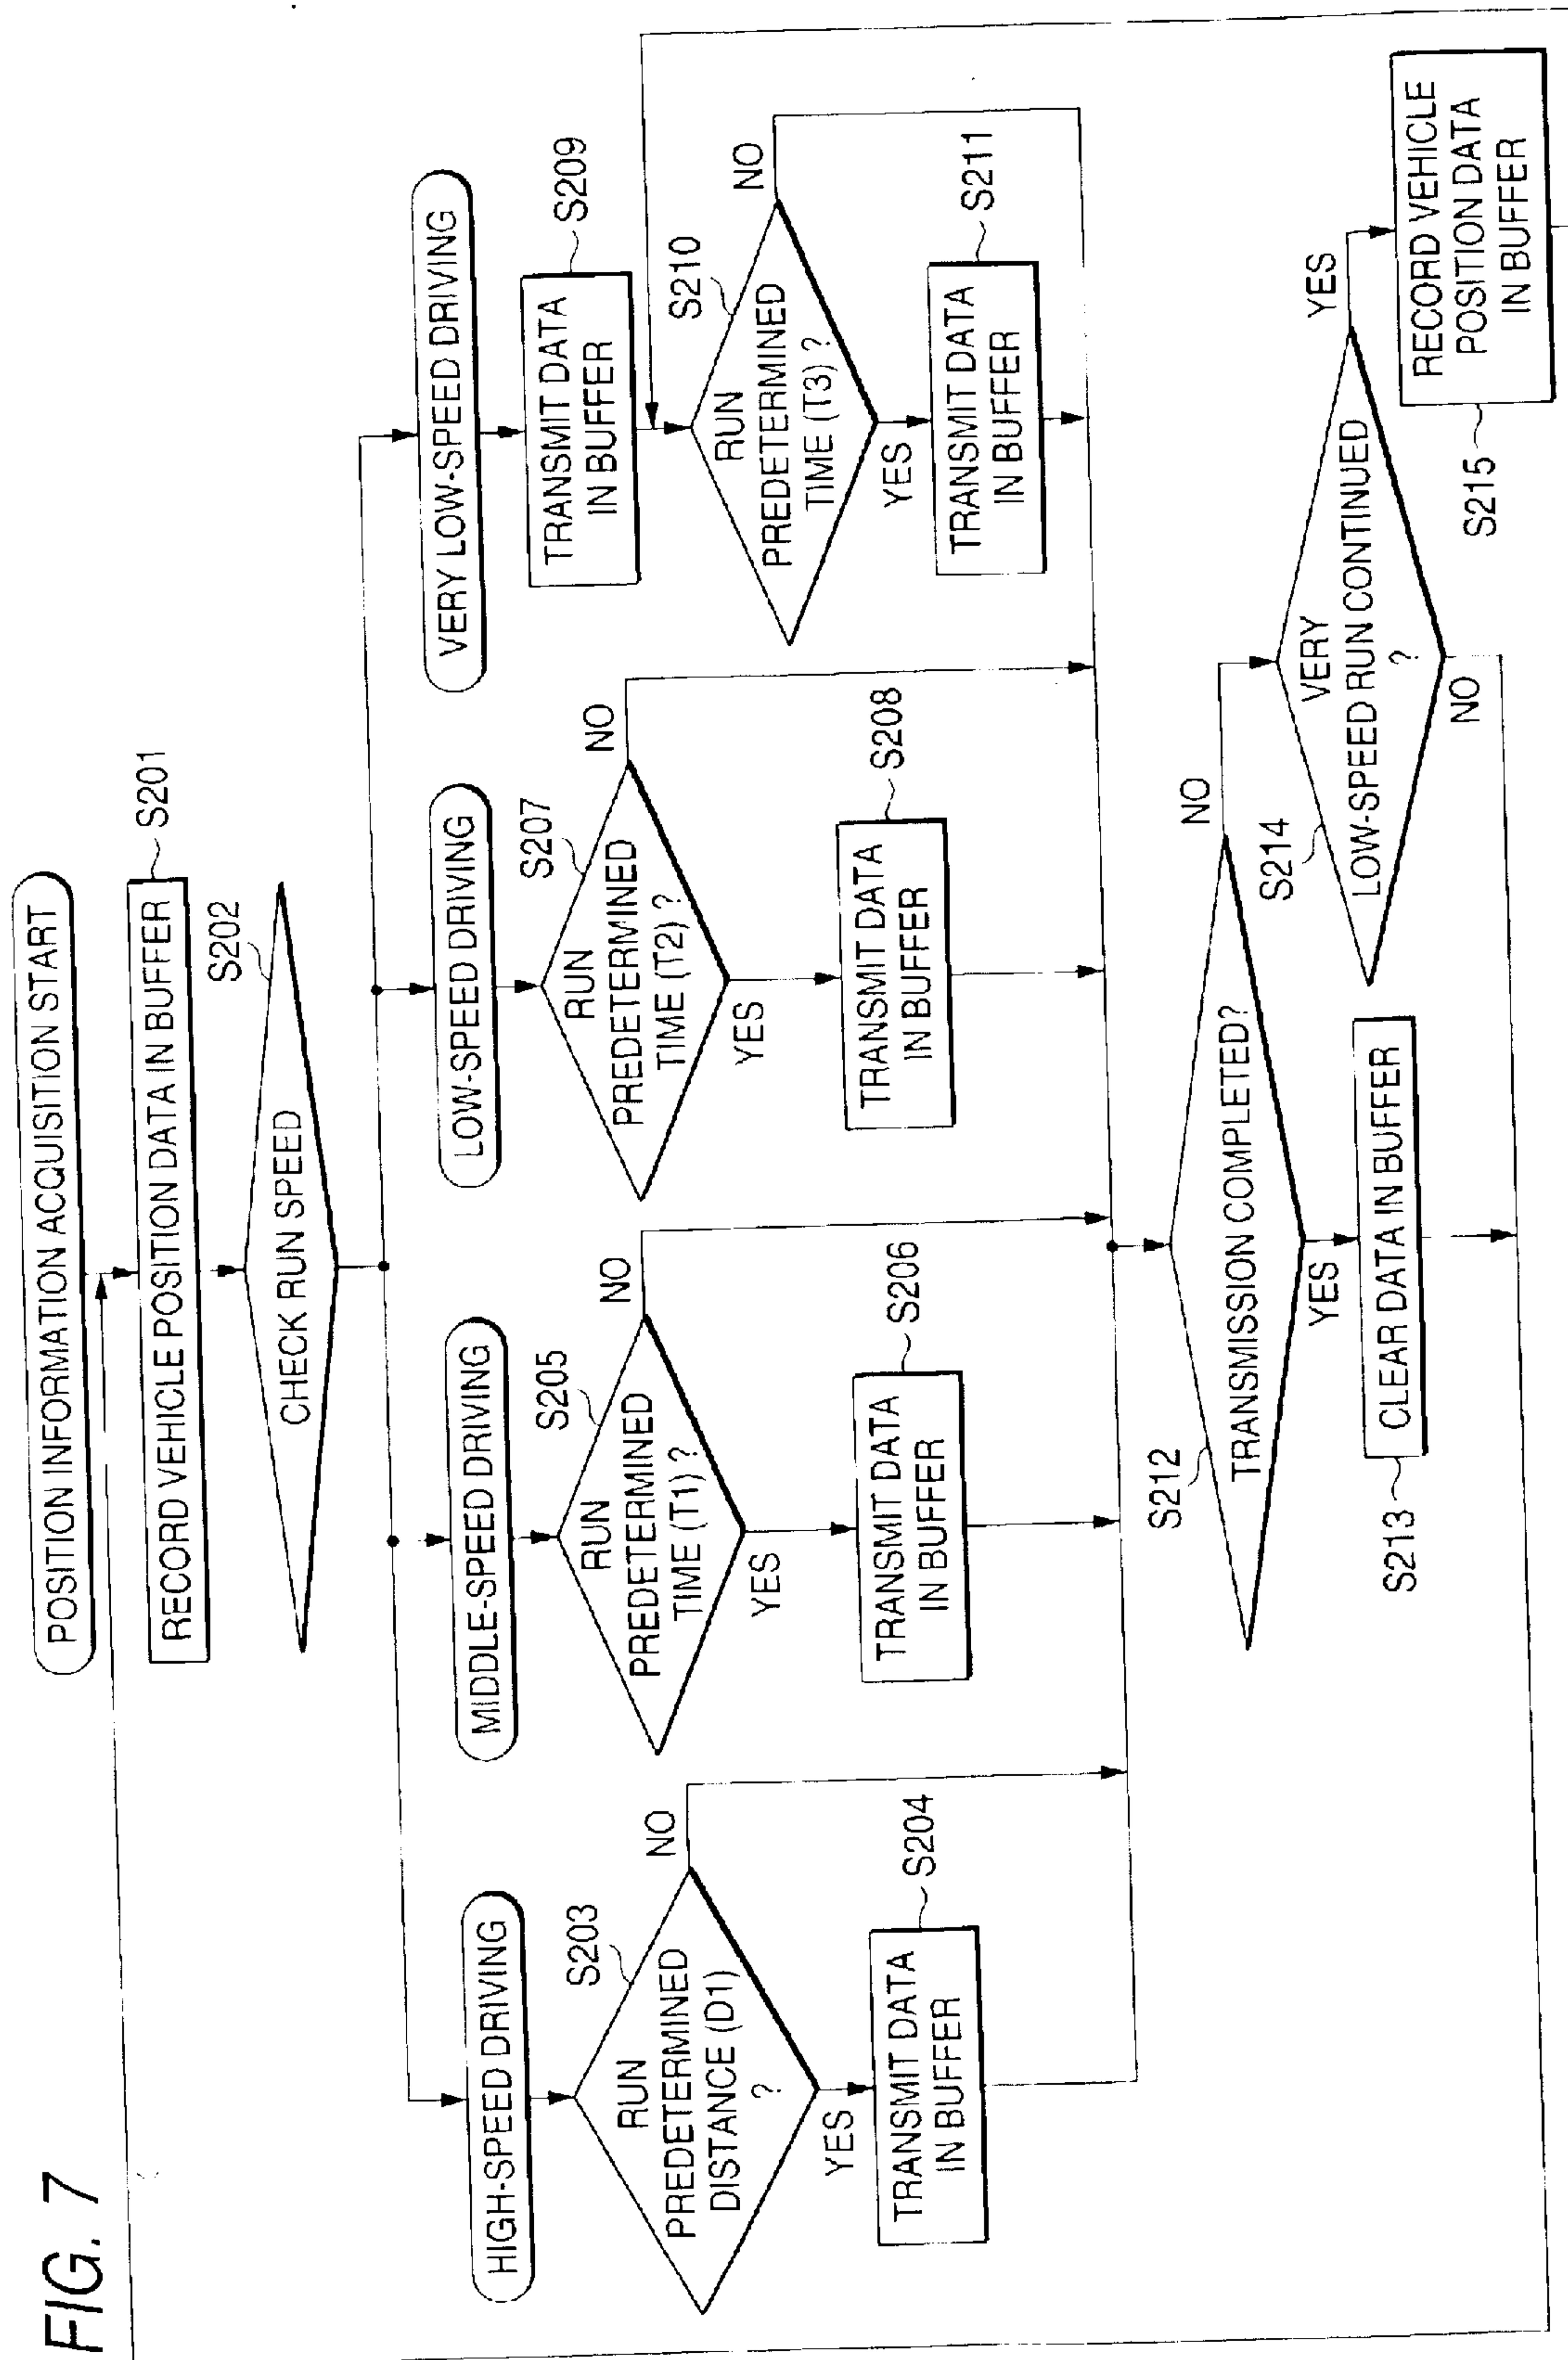 FIG. 7
POSITION INFORMATION ACQUISITION START
RECORD VEHICLE POSITION DATA IN BUFFER
S201
CHECK RUN SPEED
S202
HIGH-SPEED DRIVING
RUN
PREDETERMINED
DISTANCE (D1)
?
S203
NO
YES
TRANSMIT DATA
IN BUFFER
S204
MIDDLE-SPEED DRIVING
RUN
PREDETERMINED
TIME (T1) ?
S205
NO
YES
TRANSMIT DATA
IN BUFFER
S206
LOW-SPEED DRIVING
RUN
PREDETERMINED
TIME (T2) ?
S207
NO
YES
TRANSMIT DATA
IN BUFFER
S208
VERY LOW-SPEED DRIVING
TRANSMIT DATA
IN BUFFER
S209
RUN
PREDETERMINED
TIME (T3) ?
S210
NO
YES
TRANSMIT DATA
IN BUFFER
S211
S212
TRANSMISSION COMPLETED?
NO
YES
S213
CLEAR DATA IN BUFFER
S214
VERY
LOW-SPEED RUN CONTINUED
?
YES
NO
S215
RECORD VEHICLE
POSITION DATA
IN BUFFER